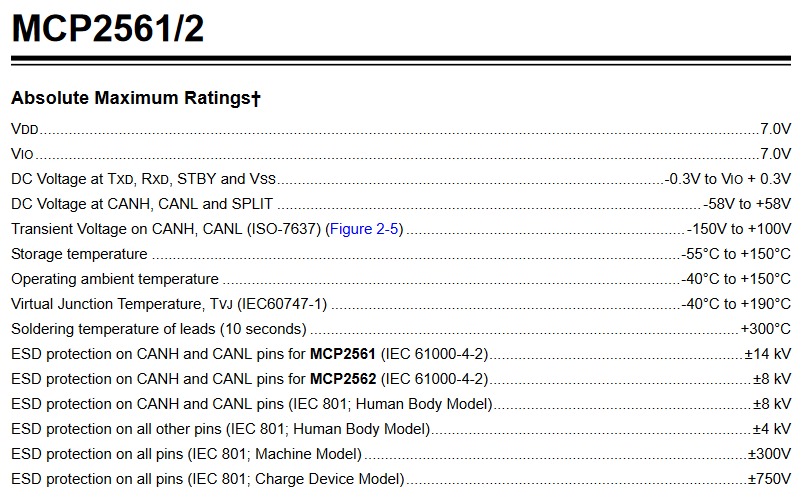 MCP2561/2
Absolute Maximum Ratings†
VDD.....7.0V
VIO.....7.0V
DC Voltage at TXD, RXD, STBY and VSS.....-0.3V to VIO + 0.3V
DC Voltage at CANH, CANL and SPLIT.....-58V to +58V
Transient Voltage on CANH, CANL (ISO-7637) (Figure 2-5).....-150V to +100V
Storage temperature.....-55°C to +150°C
Operating ambient temperature.....-40°C to +150°C
Virtual Junction Temperature, TVJ (IEC60747-1).....-40°C to +190°C
Soldering temperature of leads (10 seconds).....+300°C
ESD protection on CANH and CANL pins for MCP2561 (IEC 61000-4-2).....±14 kV
ESD protection on CANH and CANL pins for MCP2562 (IEC 61000-4-2).....±8 kV
ESD protection on CANH and CANL pins (IEC 801; Human Body Model).....±8 kV
ESD protection on all other pins (IEC 801; Human Body Model).....±4 kV
ESD protection on all pins (IEC 801; Machine Model).....±300V
ESD protection on all pins (IEC 801; Charge Device Model).....±750V